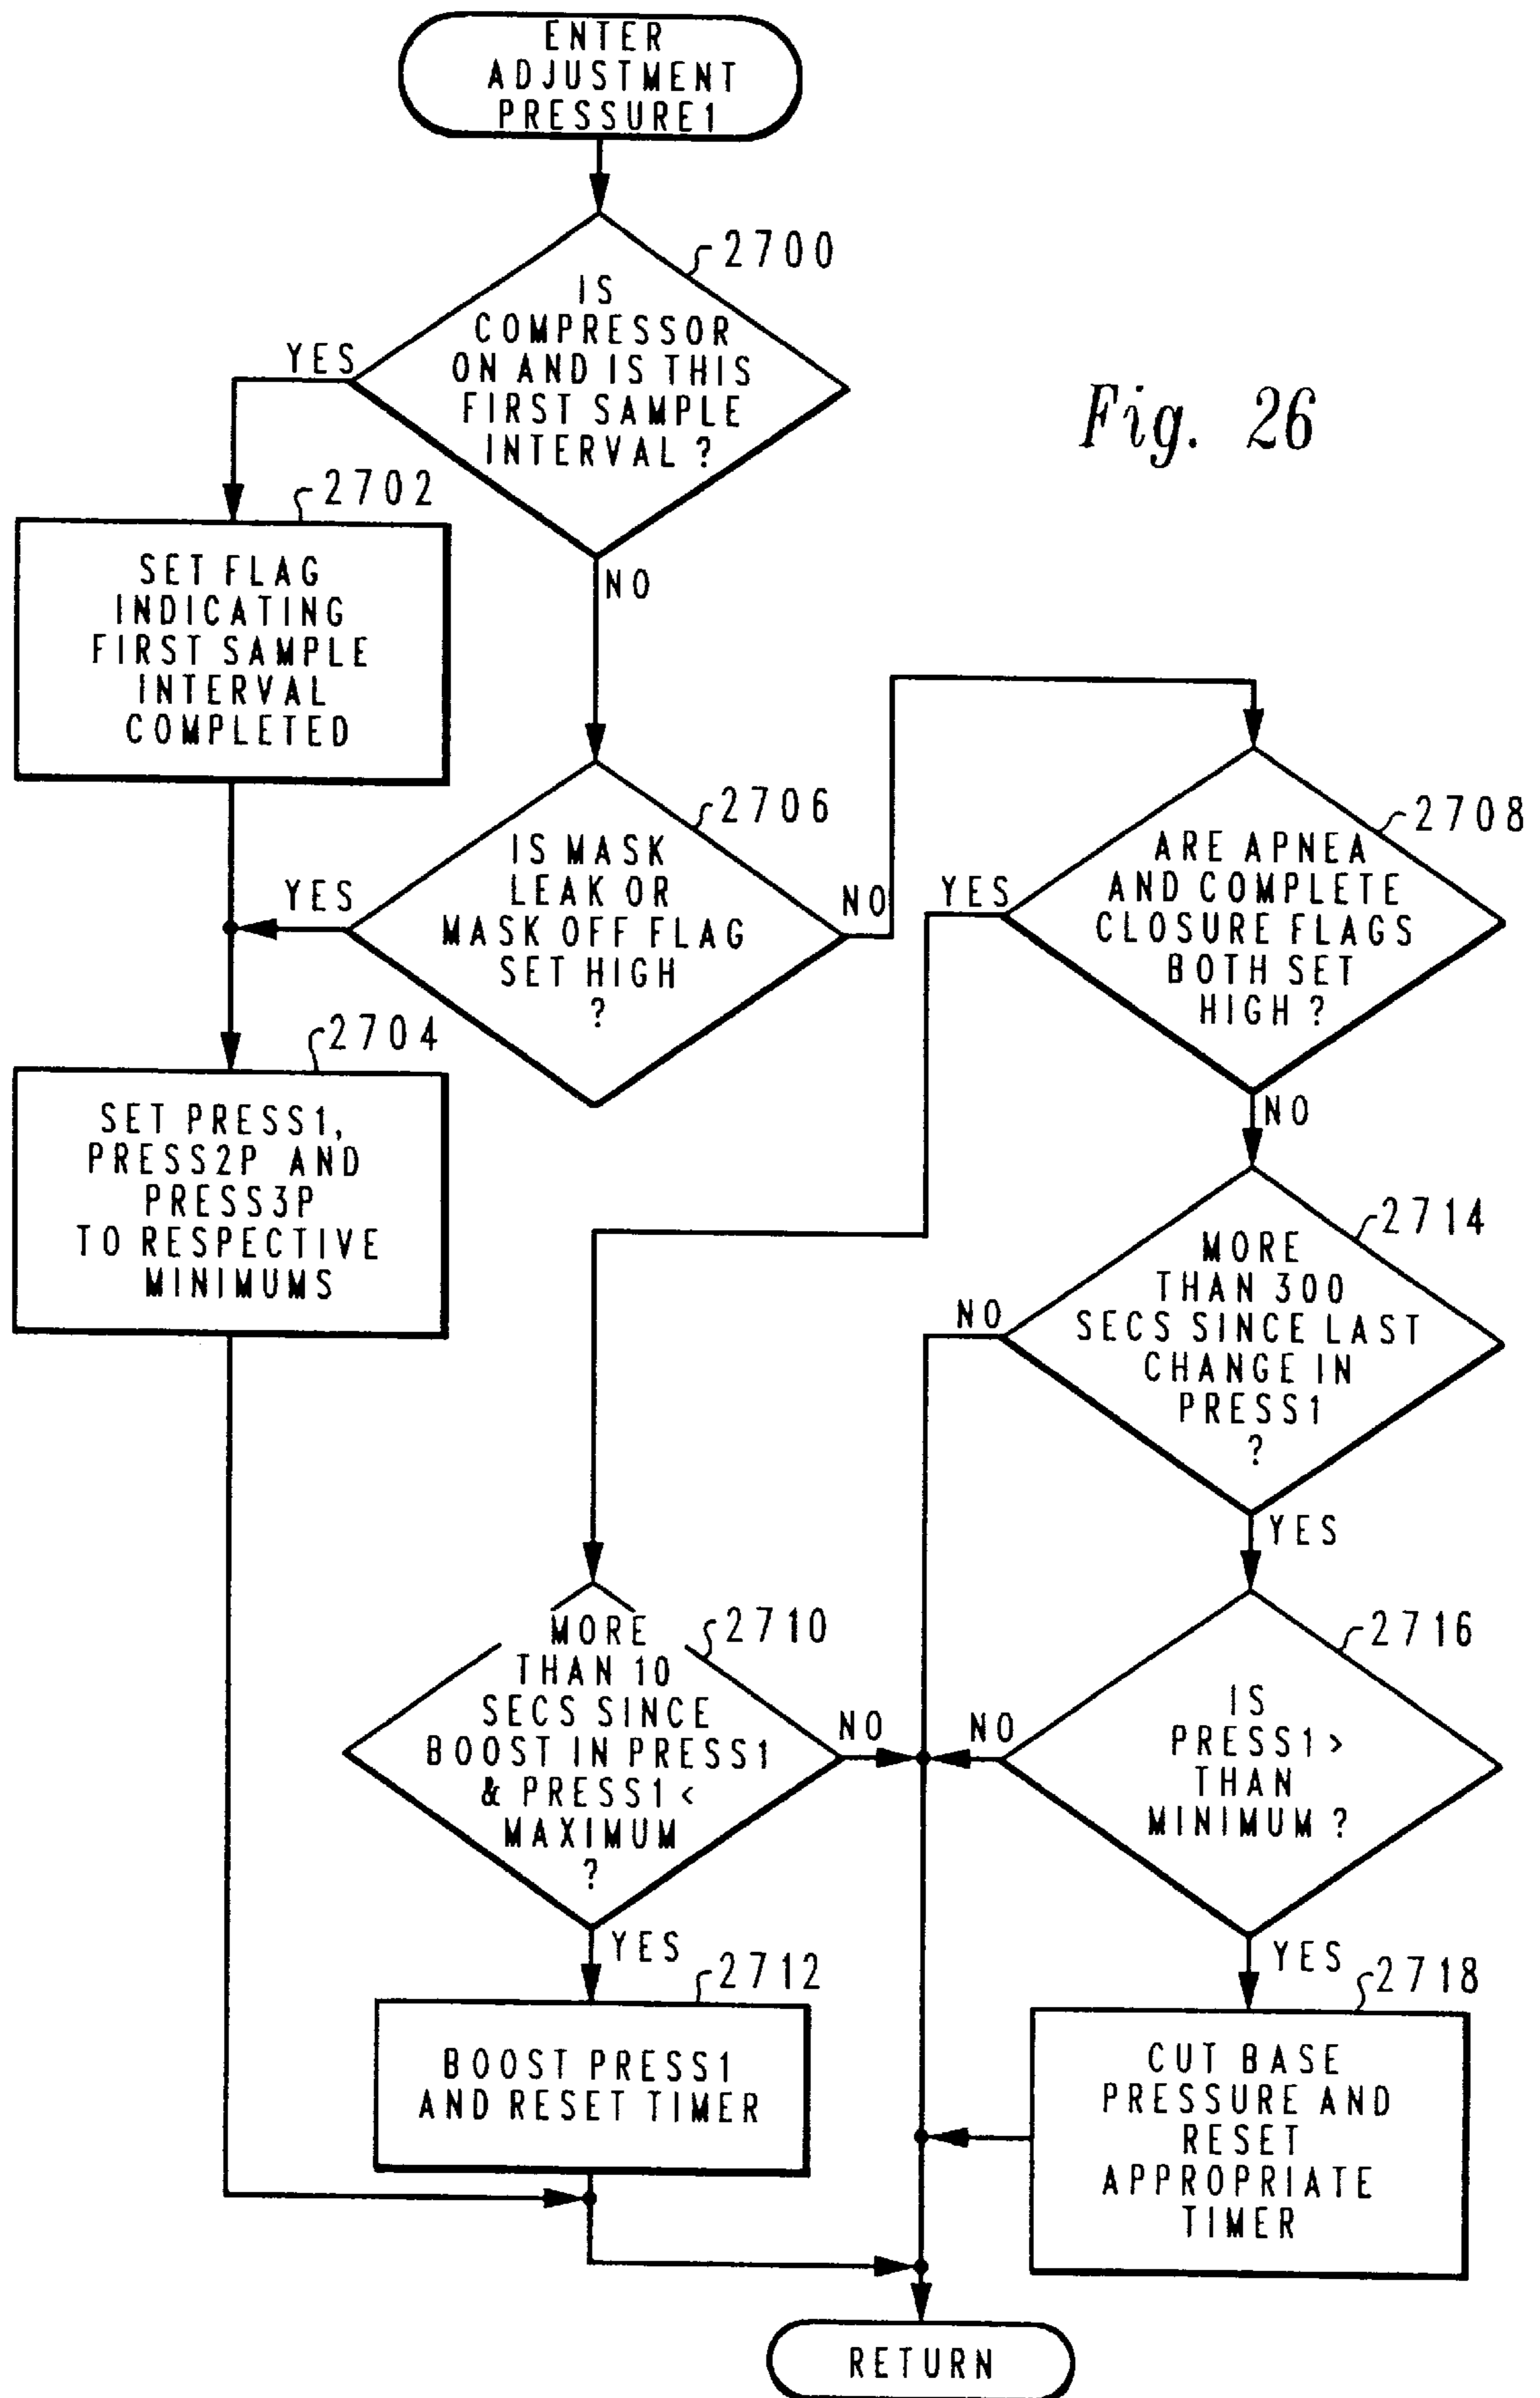 ENTER
ADJUSTMENT
PRESSURE1
2700
IS
COMPRESSOR
ON AND IS THIS
FIRST SAMPLE
INTERVAL ?
YES
NO
Fig. 26
2702
SET FLAG
INDICATING
FIRST SAMPLE
INTERVAL
COMPLETED
2706
IS MASK
LEAK OR
MASK OFF FLAG
SET HIGH
?
YES
NO
2708
ARE APNEA
AND COMPLETE
CLOSURE FLAGS
BOTH SET
HIGH ?
YES
NO
2704
SET PRESS1,
PRESS2P AND
PRESS3P
TO RESPECTIVE
MINIMUMS
2714
MORE
THAN 300
SECS SINCE LAST
CHANGE IN
PRESS1
?
NO
YES
2710
MORE
THAN 10
SECS SINCE
BOOST IN PRESS1
& PRESS1 <
MAXIMUM
?
NO
YES
2716
IS
PRESS1 >
THAN
MINIMUM ?
NO
YES
2712
BOOST PRESS1
AND RESET TIMER
2718
CUT BASE
PRESSURE AND
RESET
APPROPRIATE
TIMER
RETURN